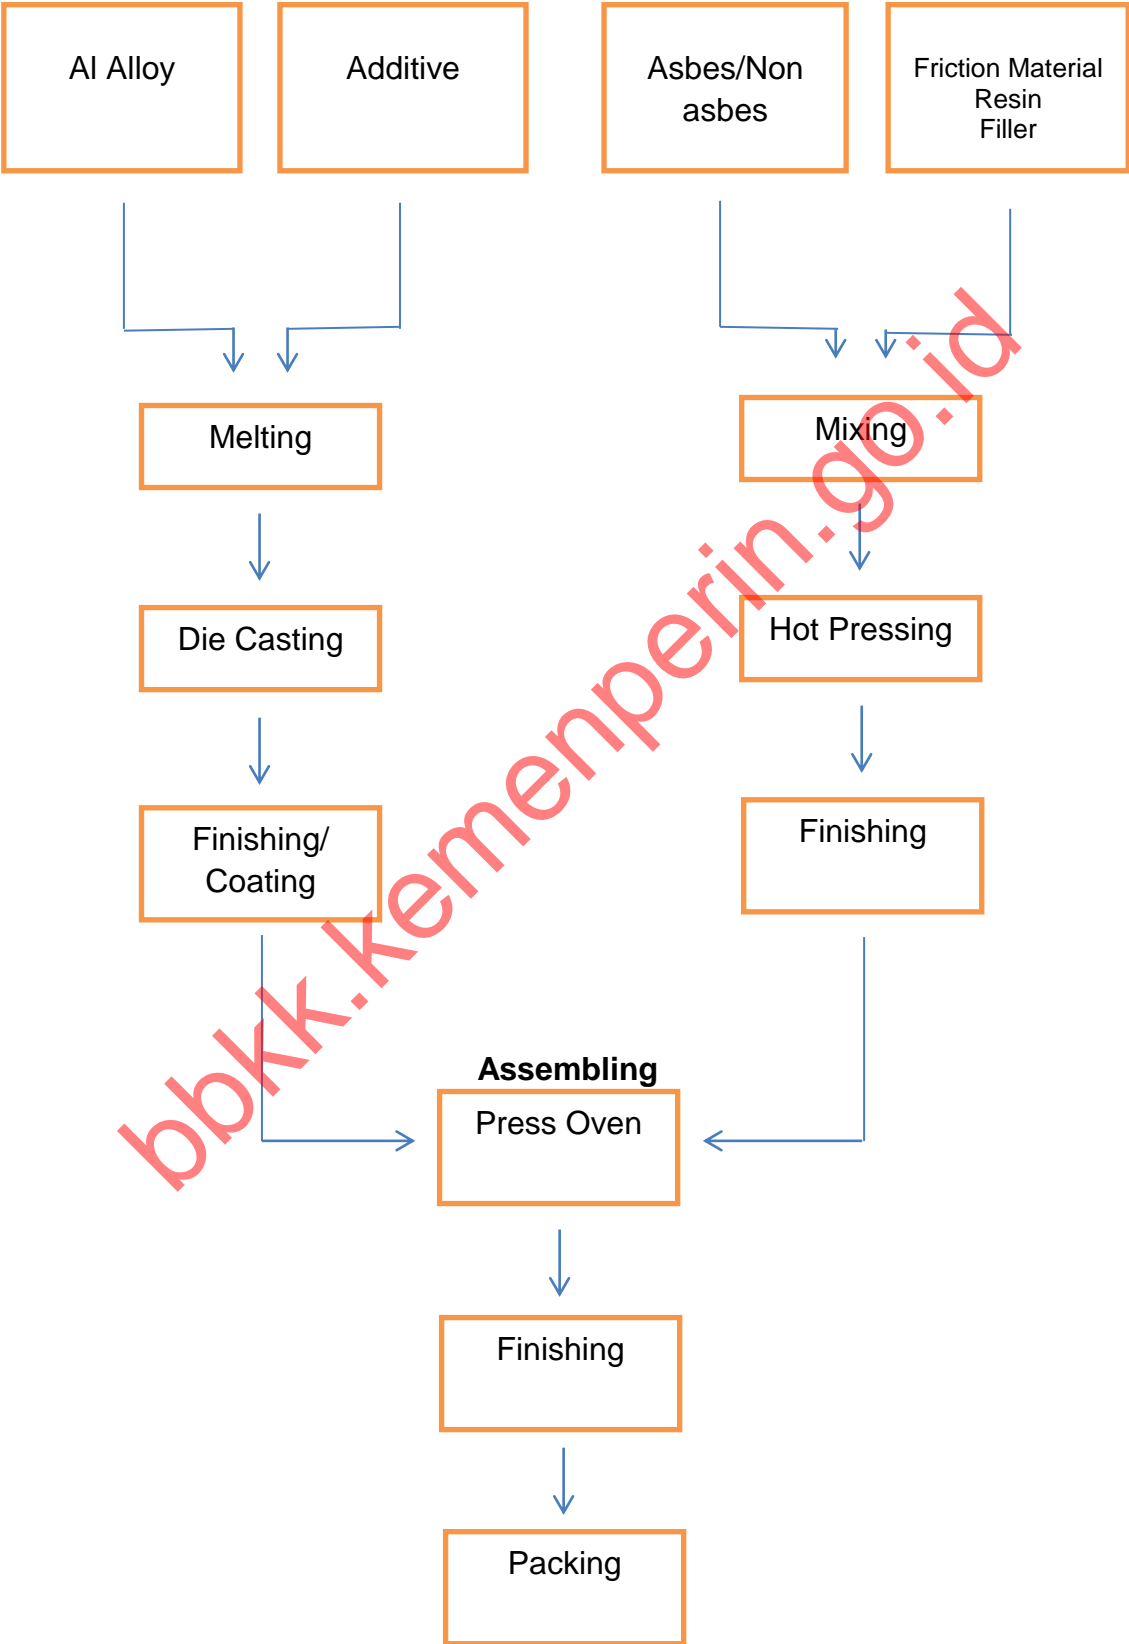 Al Alloy
Additive
Asbes/Non
asbes
Friction Material
Resin
Filler
Melting
Mixing
Die Casting
Hot Pressing
Finishing/
Coating
Finishing
Assembling
Press Oven
Finishing
Packing
bbkk.kemenperin.go.id